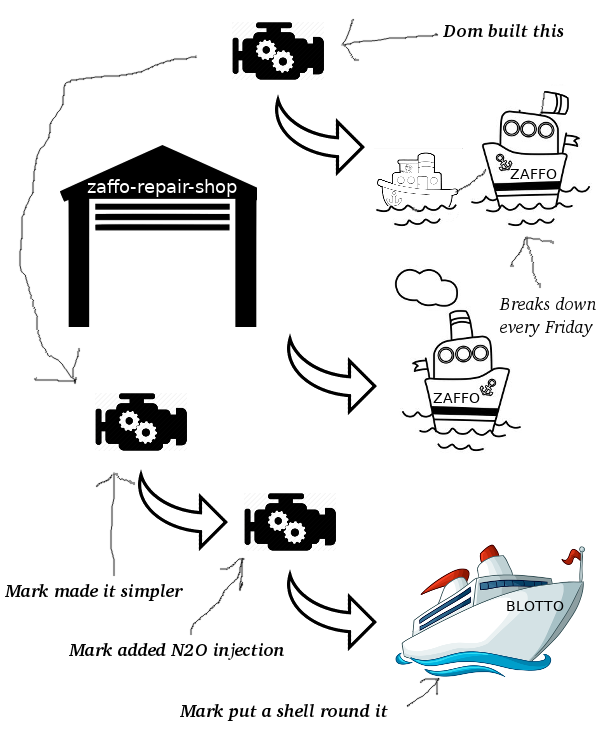 Dom built this
ZAFFO
zaffo-repair-shop
Breaks down
every Friday
ZAFFO
Mark made it simpler
BLOTTO
Mark added N2O injection
Mark put a shell round it